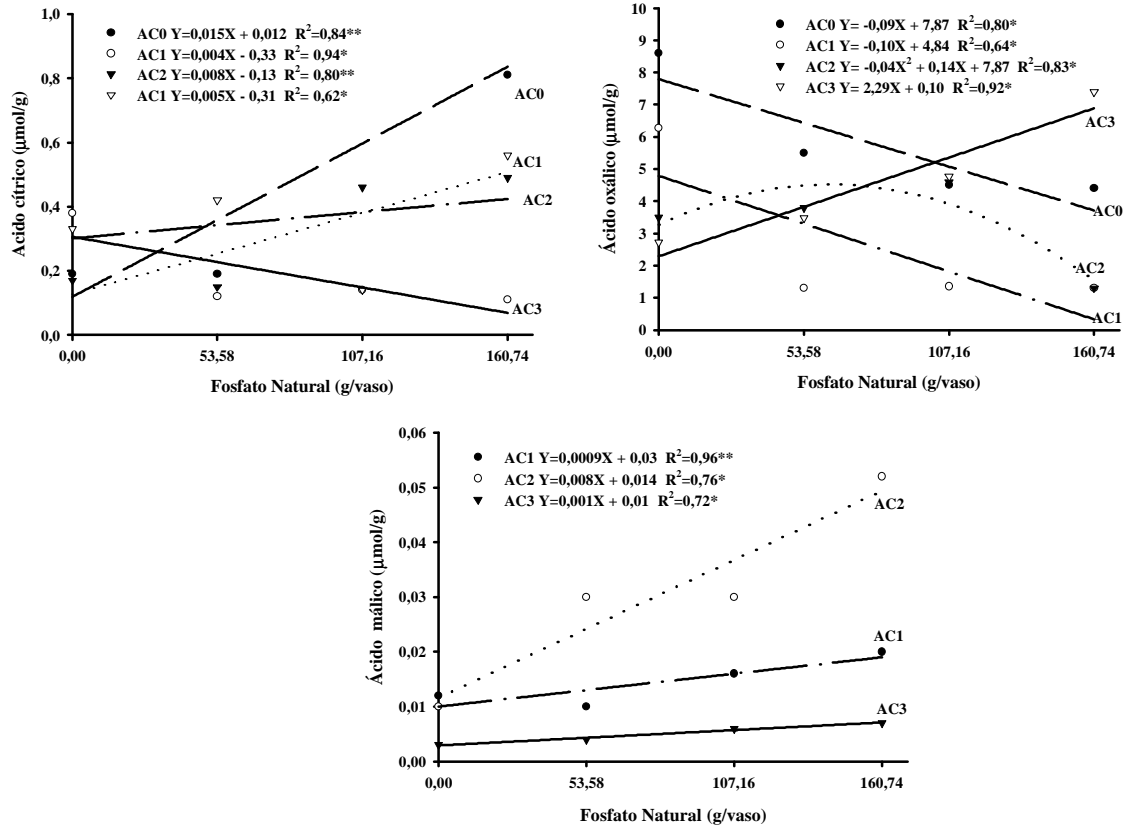 AC0 Y=0,015X + 0,012 R²=0,84**
AC1 Y=0,004X - 0,33 R²= 0,94*
AC2 Y=0,008X - 0,13 R²= 0,80**
AC1 Y=0,005X - 0,31 R²= 0,62*
Ácido cítrico (μmol/g)
1,0
0,8
0,6
0,4
0,2
0,0
AC0
AC1
AC2
AC3
0,00
53,58
107,16
160,74
Fosfato Natural (g/vaso)
AC0 Y= -0,09X + 7,87 R²=0,80*
AC1 Y= -0,10X + 4,84 R²=0,64*
AC2 Y= -0,04X² + 0,14X + 7,87 R²=0,83*
AC3 Y= 2,29X + 0,10 R²=0,92*
Ácido oxálico (μmol/g)
10
9
8
7
6
5
4
3
2
1
0
AC3
AC0
AC2
AC1
0,00
53,58
107,16
160,74
Fosfato Natural (g/vaso)
AC1 Y=0,0009X + 0,03 R²=0,96**
AC2 Y=0,008X + 0,014 R²=0,76*
AC3 Y=0,001X + 0,01 R²=0,72*
Ácido málico (μmol/g)
0,06
0,05
0,04
0,03
0,02
0,01
0,00
AC2
AC1
AC3
0,00
53,58
107,16
160,74
Fosfato Natural (g/vaso)